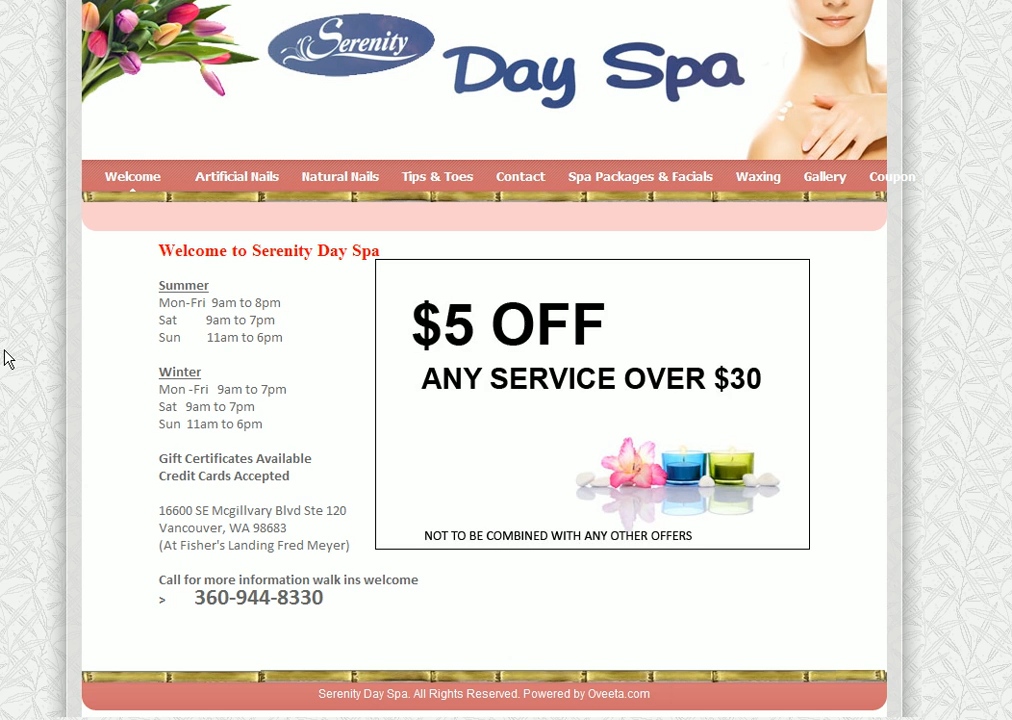 Serenity
Day Spa
Welcome Artificial Nails Natural Nails Tips & Toes Contact Spa Packages & Facials Waxing Gallery Coupon
Welcome to Serenity Day Spa
Summer
Mon-Fri 9am to 8pm
Sat 9am to 7pm
Sun 11am to 6pm
Winter
Mon -Fri 9am to 7pm
Sat 9am to 7pm
Sun 11am to 6pm
Gift Certificates Available
Credit Cards Accepted
16600 SE Mcgillvary Blvd Ste 120
Vancouver, WA 98683
(At Fisher's Landing Fred Meyer)
Call for more information walk ins welcome
> 360-944-8330
$5 OFF
ANY SERVICE OVER $30
NOT TO BE COMBINED WITH ANY OTHER OFFERS
Serenity Day Spa. All Rights Reserved. Powered by Oveeta.com